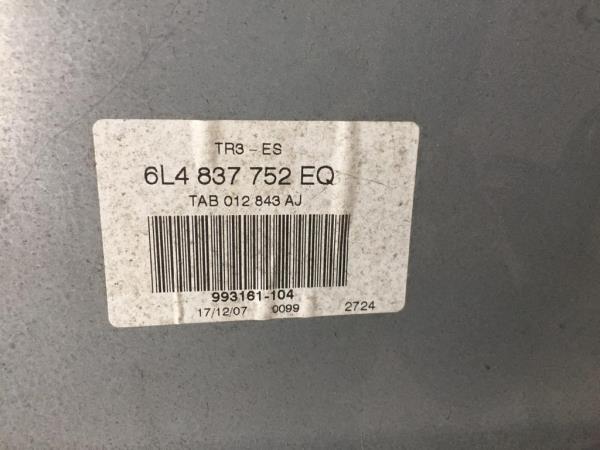 TR3 - ES
6L4 837 752 EQ
TAB 012 843 AJ
993161-104
17/12/07 0099 2724